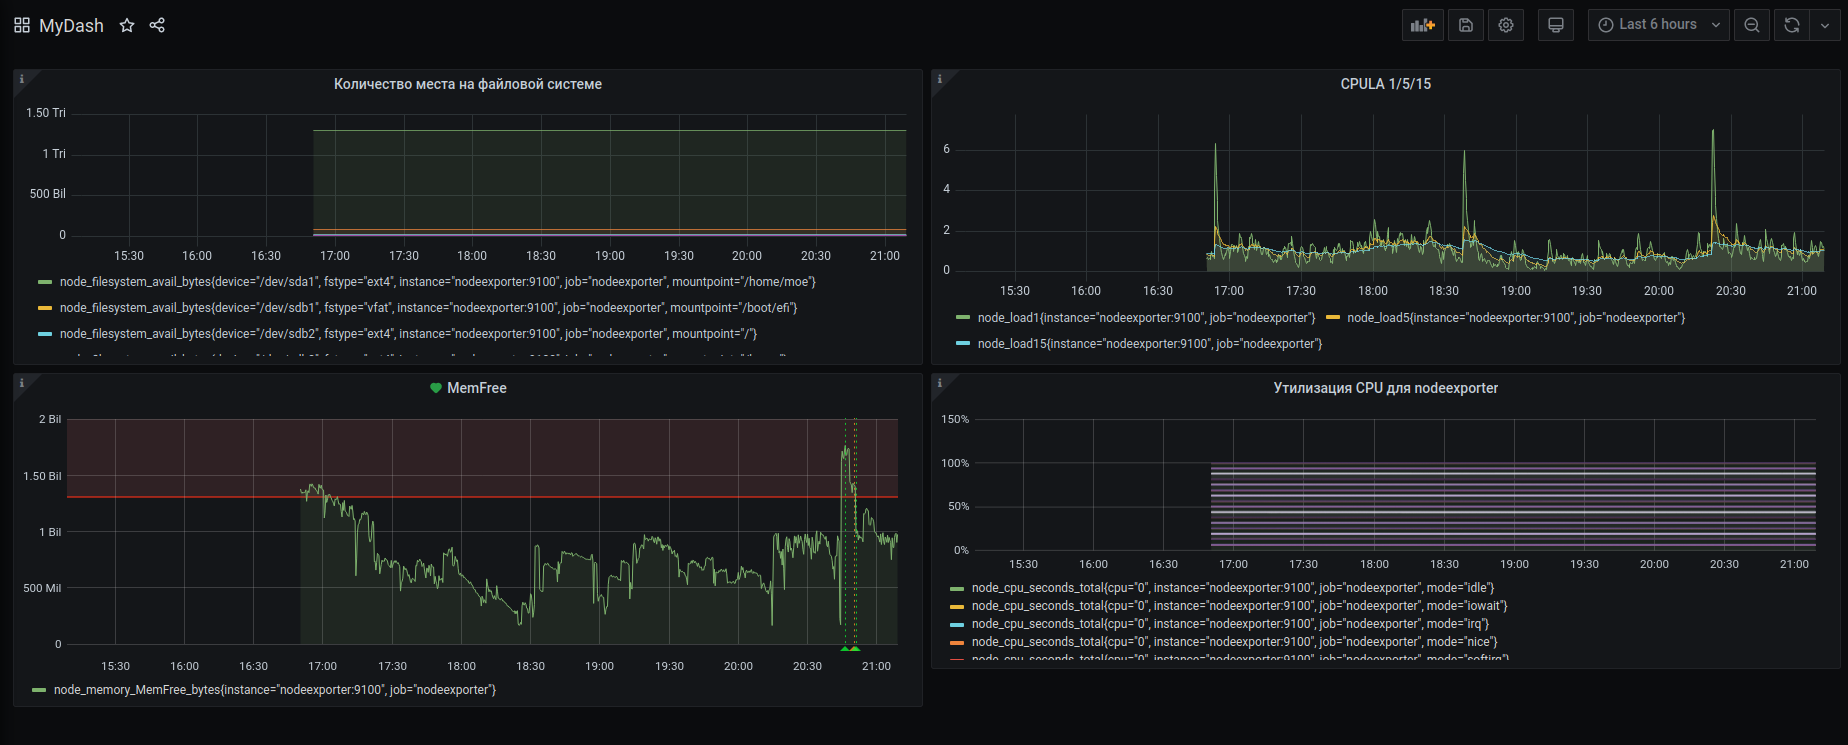 MyDash
Last 6 hours
Количество места на файловой системе
1.50 Tri
1 Tri
500 Bil
0
15:30 16:00 16:30 17:00 17:30 18:00 18:30 19:00 19:30 20:00 20:30 21:00
node_filesystem_avail_bytes{device="/dev/sda1", fstype="ext4", instance="nodeexporter:9100", job="nodeexporter", mountpoint="/home/moe"}
node_filesystem_avail_bytes{device="/dev/sdb1", fstype="vfat", instance="nodeexporter:9100", job="nodeexporter", mountpoint="/boot/efi"}
node_filesystem_avail_bytes{device="/dev/sdb2", fstype="ext4", instance="nodeexporter:9100", job="nodeexporter", mountpoint="/"}
CPULA 1/5/15
6
4
2
0
15:30 16:00 16:30 17:00 17:30 18:00 18:30 19:00 19:30 20:00 20:30 21:00
node_load1{instance="nodeexporter:9100", job="nodeexporter"} node_load5{instance="nodeexporter:9100", job="nodeexporter"}
node_load15{instance="nodeexporter:9100", job="nodeexporter"}
MemFree
2 Bil
1.50 Bil
1 Bil
500 Mil
0
15:30 16:00 16:30 17:00 17:30 18:00 18:30 19:00 19:30 20:00 20:30 21:00
node_memory_MemFree_bytes{instance="nodeexporter:9100", job="nodeexporter"}
Утилизация CPU для nodeexporter
150%
100%
50%
0%
15:30 16:00 16:30 17:00 17:30 18:00 18:30 19:00 19:30 20:00 20:30 21:00
node_cpu_seconds_total{cpu="0", instance="nodeexporter:9100", job="nodeexporter", mode="idle"}
node_cpu_seconds_total{cpu="0", instance="nodeexporter:9100", job="nodeexporter", mode="iowait"}
node_cpu_seconds_total{cpu="0", instance="nodeexporter:9100", job="nodeexporter", mode="irq"}
node_cpu_seconds_total{cpu="0", instance="nodeexporter:9100", job="nodeexporter", mode="nice"}